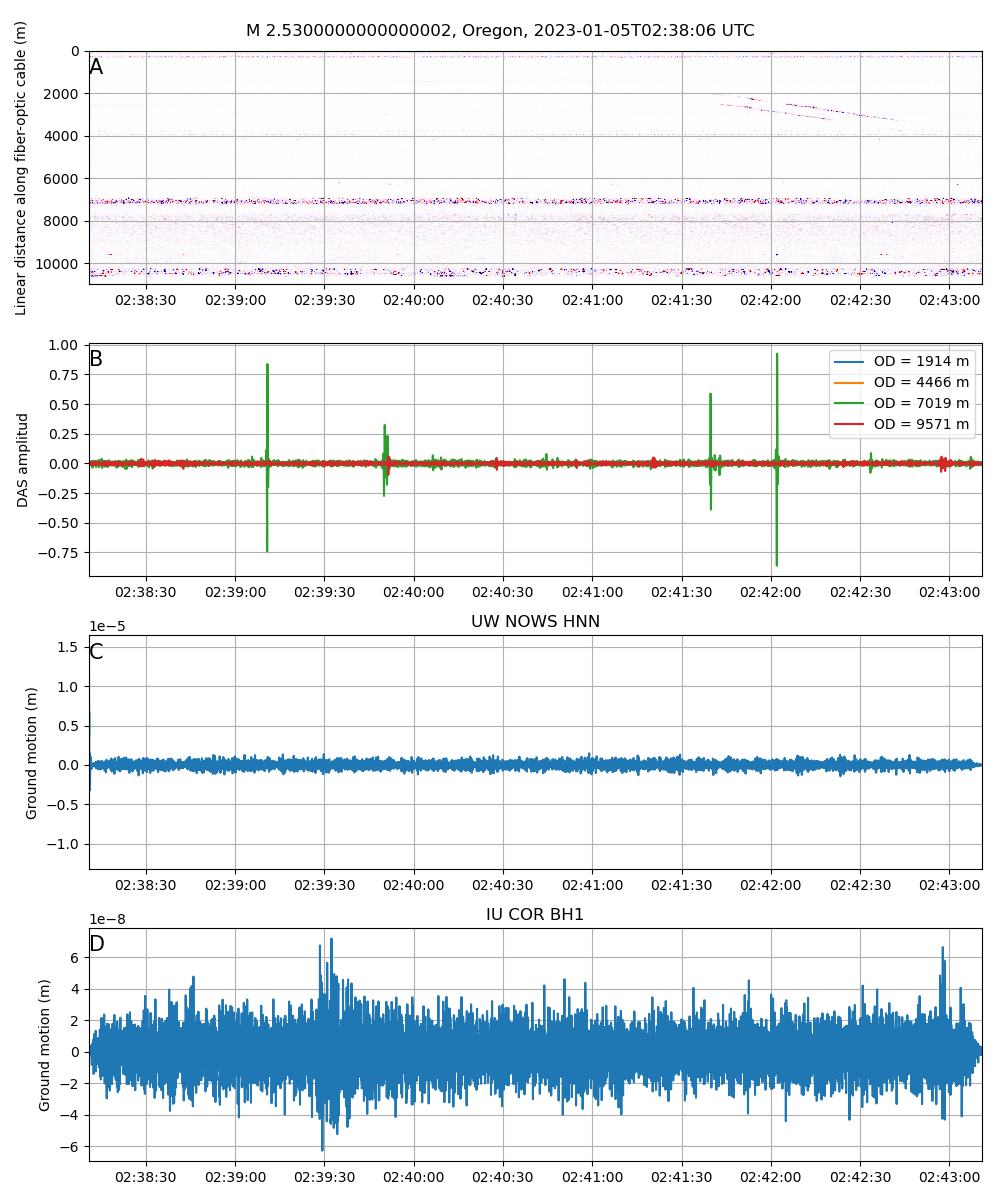 M 2.5300000000000002, Oregon, 2023-01-05T02:38:06 UTC
Linear distance along fiber-optic cable (m)
A
0
2000
4000
6000
8000
10000
02:38:30 02:39:00 02:39:30 02:40:00 02:40:30 02:41:00 02:41:30 02:42:00 02:42:30 02:43:00
DAS amplitud
B
1.00
0.75
0.50
0.25
0.00
−0.25
−0.50
−0.75
OD = 1914 m
OD = 4466 m
OD = 7019 m
OD = 9571 m
02:38:30 02:39:00 02:39:30 02:40:00 02:40:30 02:41:00 02:41:30 02:42:00 02:42:30 02:43:00
UW NOWS HNN
1e−5
Ground motion (m)
C
1.5
1.0
0.5
0.0
−0.5
−1.0
02:38:30 02:39:00 02:39:30 02:40:00 02:40:30 02:41:00 02:41:30 02:42:00 02:42:30 02:43:00
IU COR BH1
1e−8
Ground motion (m)
D
6
4
2
0
−2
−4
−6
02:38:30 02:39:00 02:39:30 02:40:00 02:40:30 02:41:00 02:41:30 02:42:00 02:42:30 02:43:00